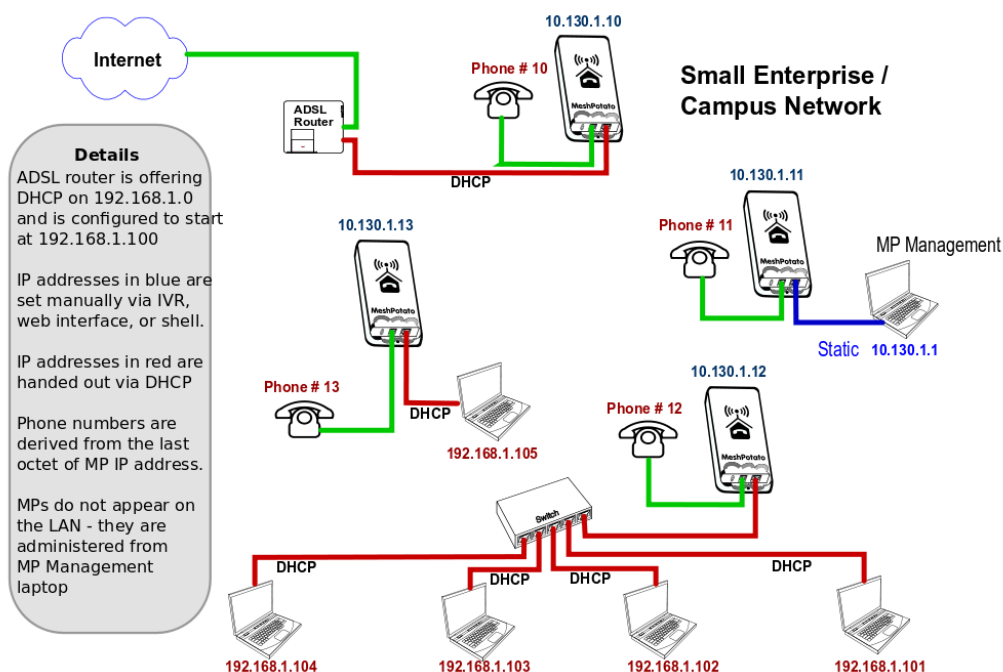 10.130.1.10
Internet
Phone # 10
Small Enterprise /
Campus Network
ADSL
Router
MeshPotato
DHCP
Details
ADSL router is offering
DHCP on 192.168.1.0
and is configured to start
at 192.168.1.100
IP addresses in blue are
set manually via IVR,
web interface, or shell.
IP addresses in red are
handed out via DHCP
Phone numbers are
derived from the last
octet of MP IP address.
MPs do not appear on
the LAN - they are
administered from
MP Management
laptop
10.130.1.11
Phone # 11
MeshPotato
MP Management
Static 10.130.1.1
10.130.1.13
MeshPotato
Phone # 13
DHCP
192.168.1.105
10.130.1.12
Phone # 12
MeshPotato
Switch
DHCP
DHCP
DHCP
DHCP
192.168.1.104
192.168.1.103
192.168.1.102
192.168.1.101